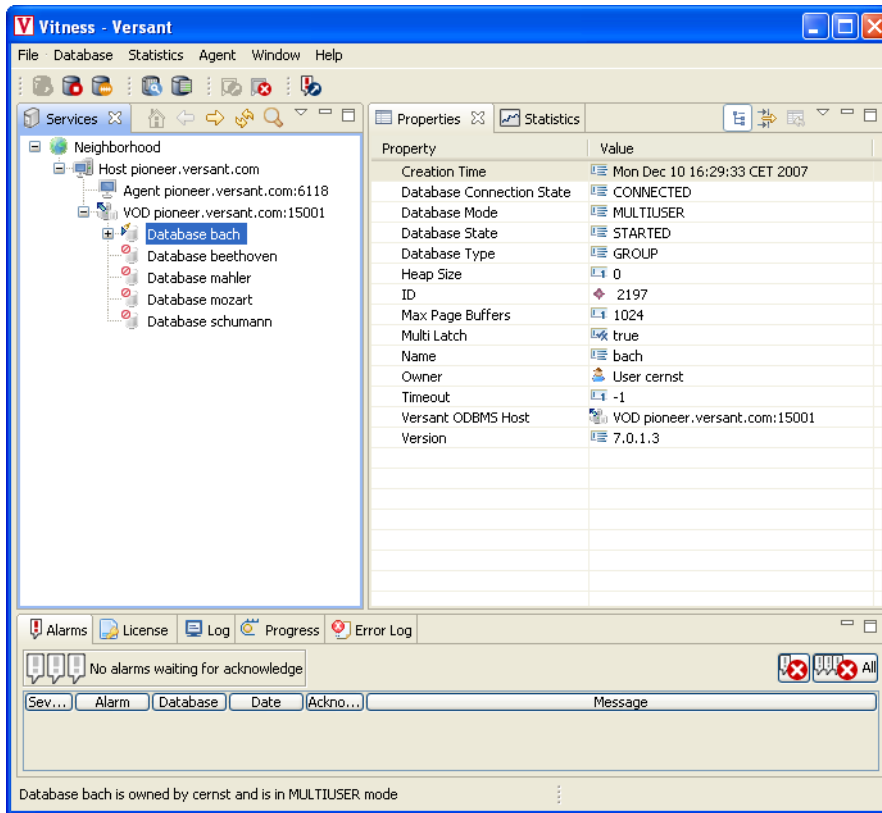 Vitness - Versant
File Database Statistics Agent Window Help
Services
Neighborhood
Host pioneer.versant.com
Agent pioneer.versant.com:6118
VOD pioneer.versant.com:15001
Database bach
Database beethoven
Database mahler
Database mozart
Database schumann
Properties Statistics
Property Value
Creation Time Mon Dec 10 16:29:33 CET 2007
Database Connection State CONNECTED
Database Mode MULTIUSER
Database State STARTED
Database Type GROUP
Heap Size 0
ID 2197
Max Page Buffers 1024
Multi Latch true
Name bach
Owner User cernst
Timeout -1
Versant ODBMS Host VOD pioneer.versant.com:15001
Version 7.0.1.3
Alarms License Log Progress Error Log
No alarms waiting for acknowledge
All
Sev... Alarm Database Date Ackno... Message
Database bach is owned by cernst and is in MULTIUSER mode